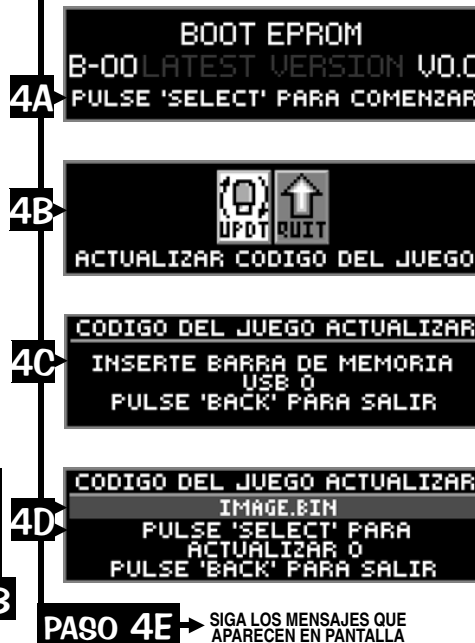 BOOT EPROM
B-00 LATEST VERSION V0.0
4A PULSE 'SELECT' PARA COMENZAR
UPDT QUIT
4B
ACTUALIZAR CODIGO DEL JUEGO
CODIGO DEL JUEGO ACTUALIZAR
4C
INSERTE BARRA DE MEMORIA
USB O
PULSE 'BACK' PARA SALIR
CODIGO DEL JUEGO ACTUALIZAR
IMAGE.BIN
4D
PULSE 'SELECT' PARA
ACTUALIZAR O
PULSE 'BACK' PARA SALIR
PASO 4E SIGA LOS MENSAJES QUE
APARECEN EN PANTALLA